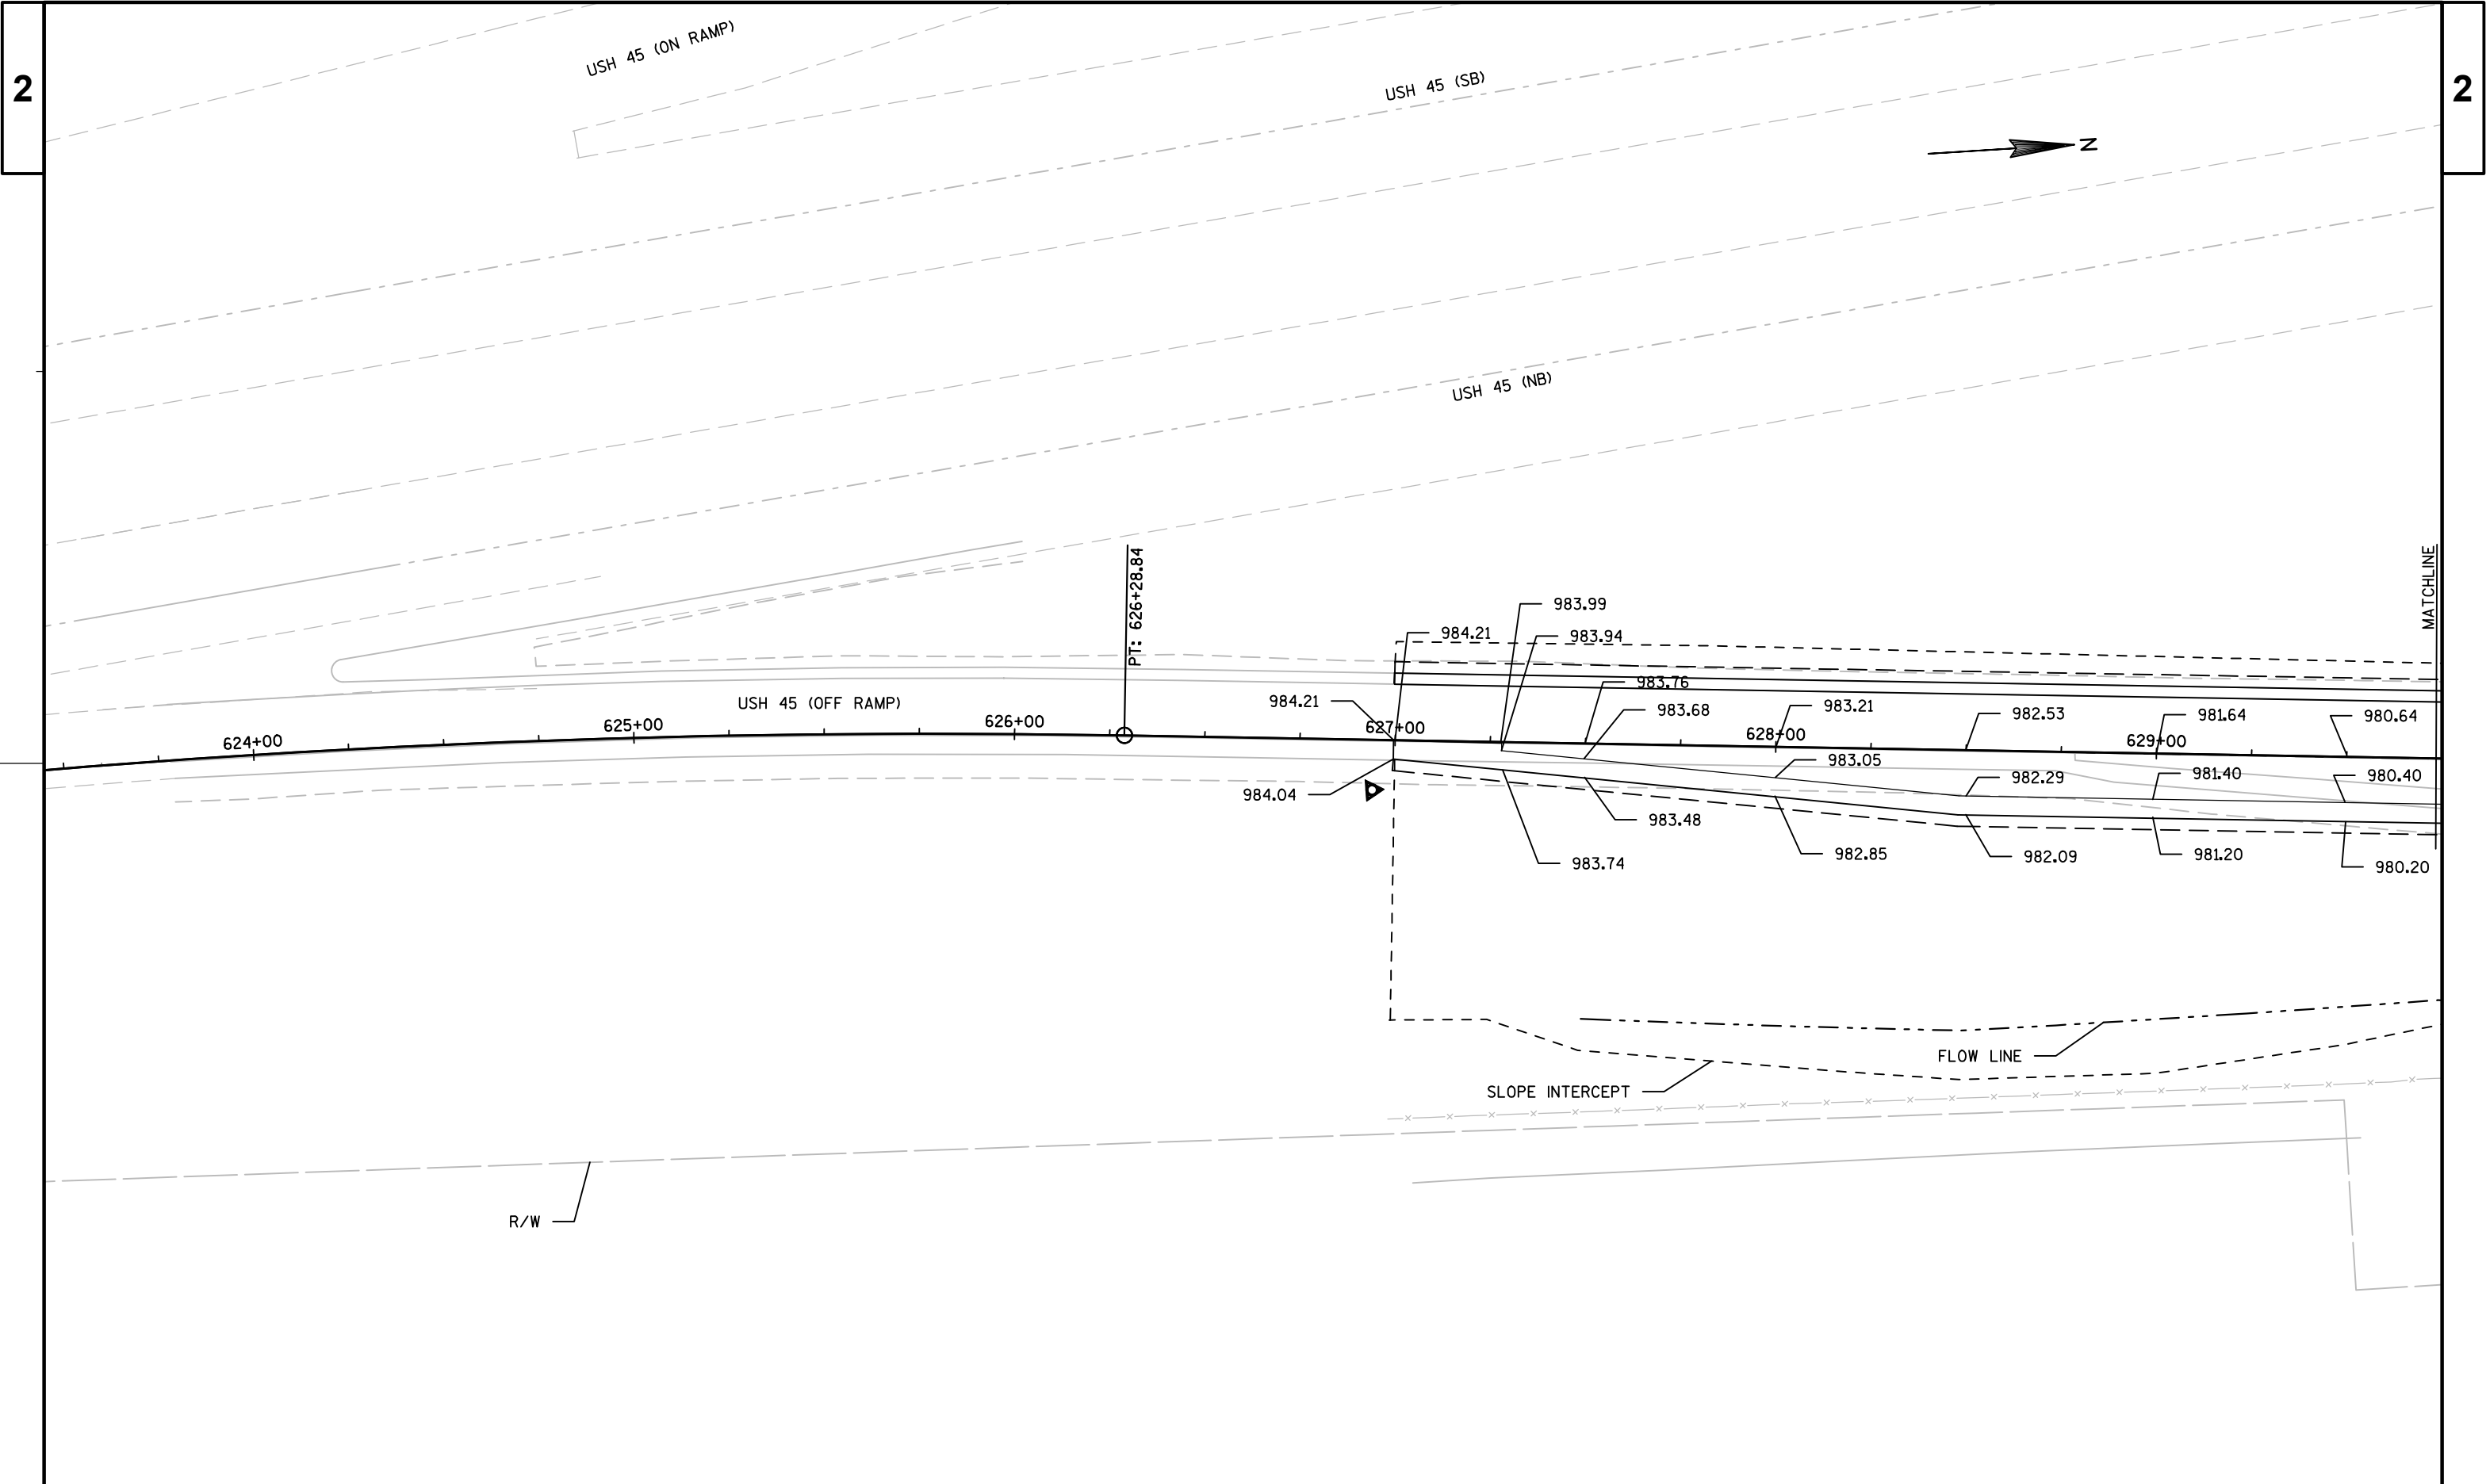 2
2
USH 45 (ON RAMP)
USH 45 (SB)
N
USH 45 (NB)
PT: 626+28.84
MATCHLINE
983.99
984.21
983.94
983.76
983.68
984.21
983.21
982.53
981.64
980.64
USH 45 (OFF RAMP)
624+00
625+00
626+00
627+00
628+00
629+00
983.05
982.29
981.40
980.40
984.04
983.48
983.74
982.85
982.09
981.20
980.20
FLOW LINE
SLOPE INTERCEPT
R/W